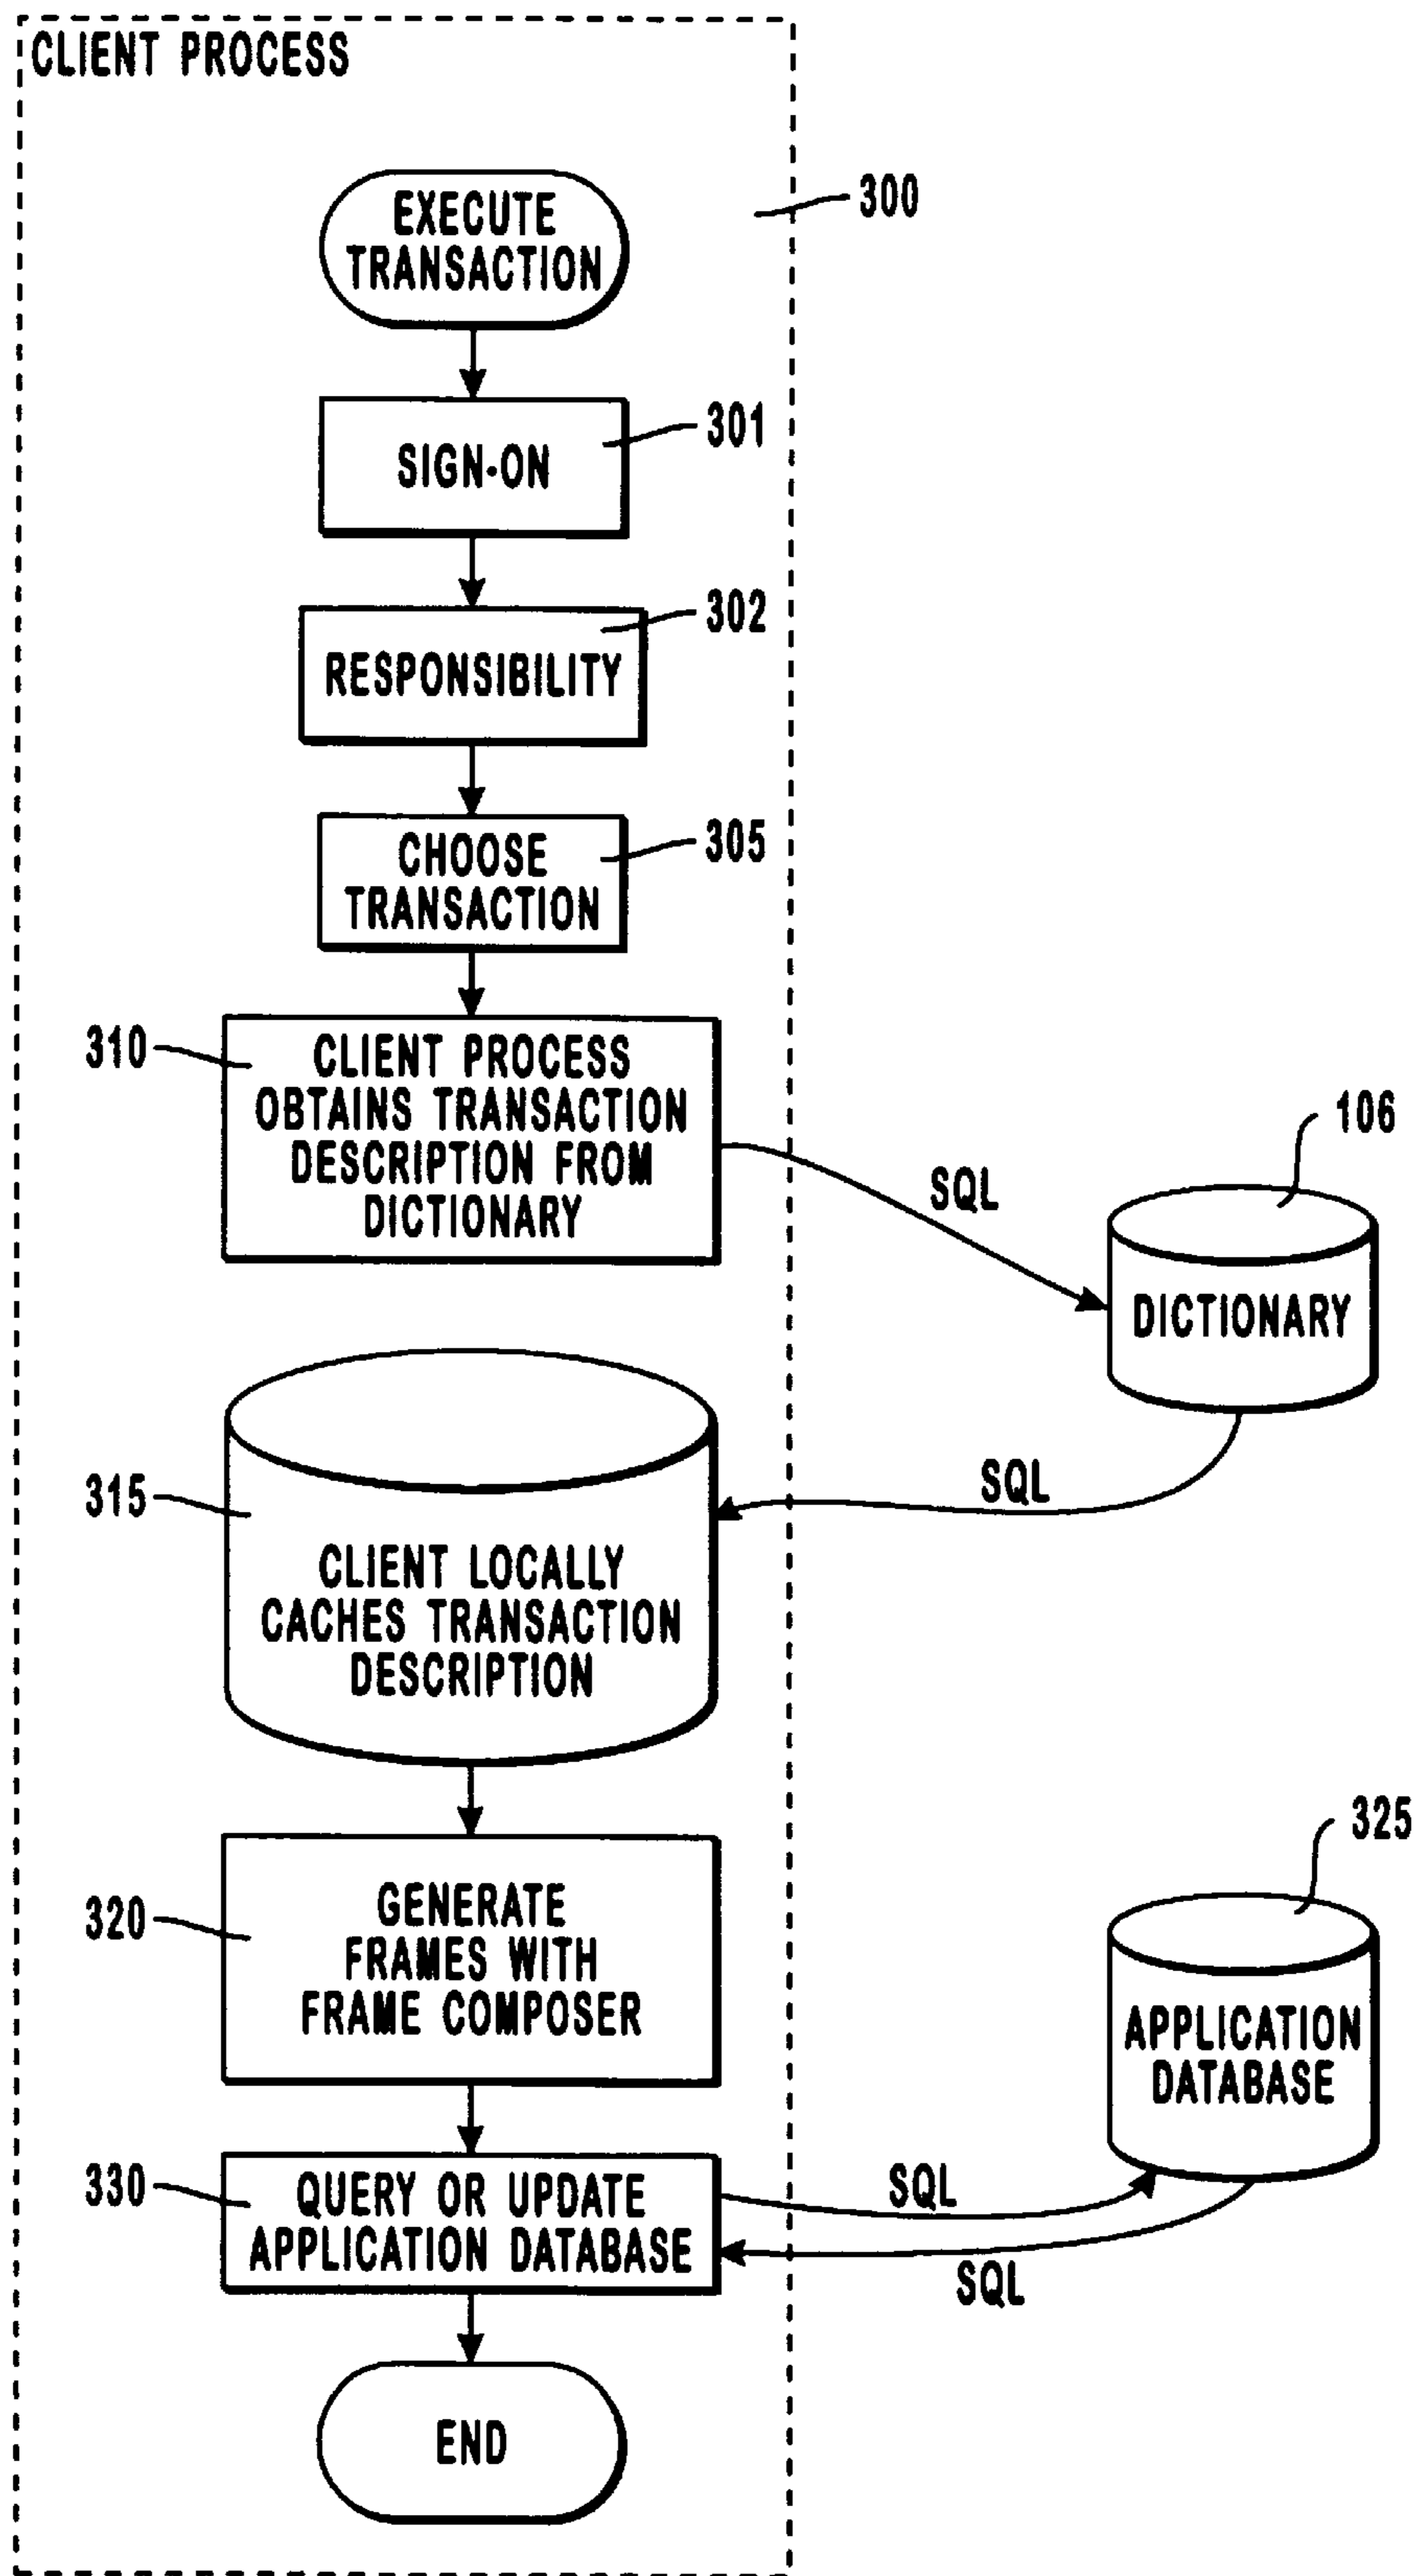 CLIENT PROCESS
EXECUTE
TRANSACTION
300
SIGN-ON
301
RESPONSIBILITY
302
CHOOSE
TRANSACTION
305
310
CLIENT PROCESS
OBTAINS TRANSACTION
DESCRIPTION FROM
DICTIONARY
SQL
106
DICTIONARY
SQL
315
CLIENT LOCALLY
CACHES TRANSACTION
DESCRIPTION
320
GENERATE
FRAMES WITH
FRAME COMPOSER
325
APPLICATION
DATABASE
330
QUERY OR UPDATE
APPLICATION DATABASE
SQL
SQL
END